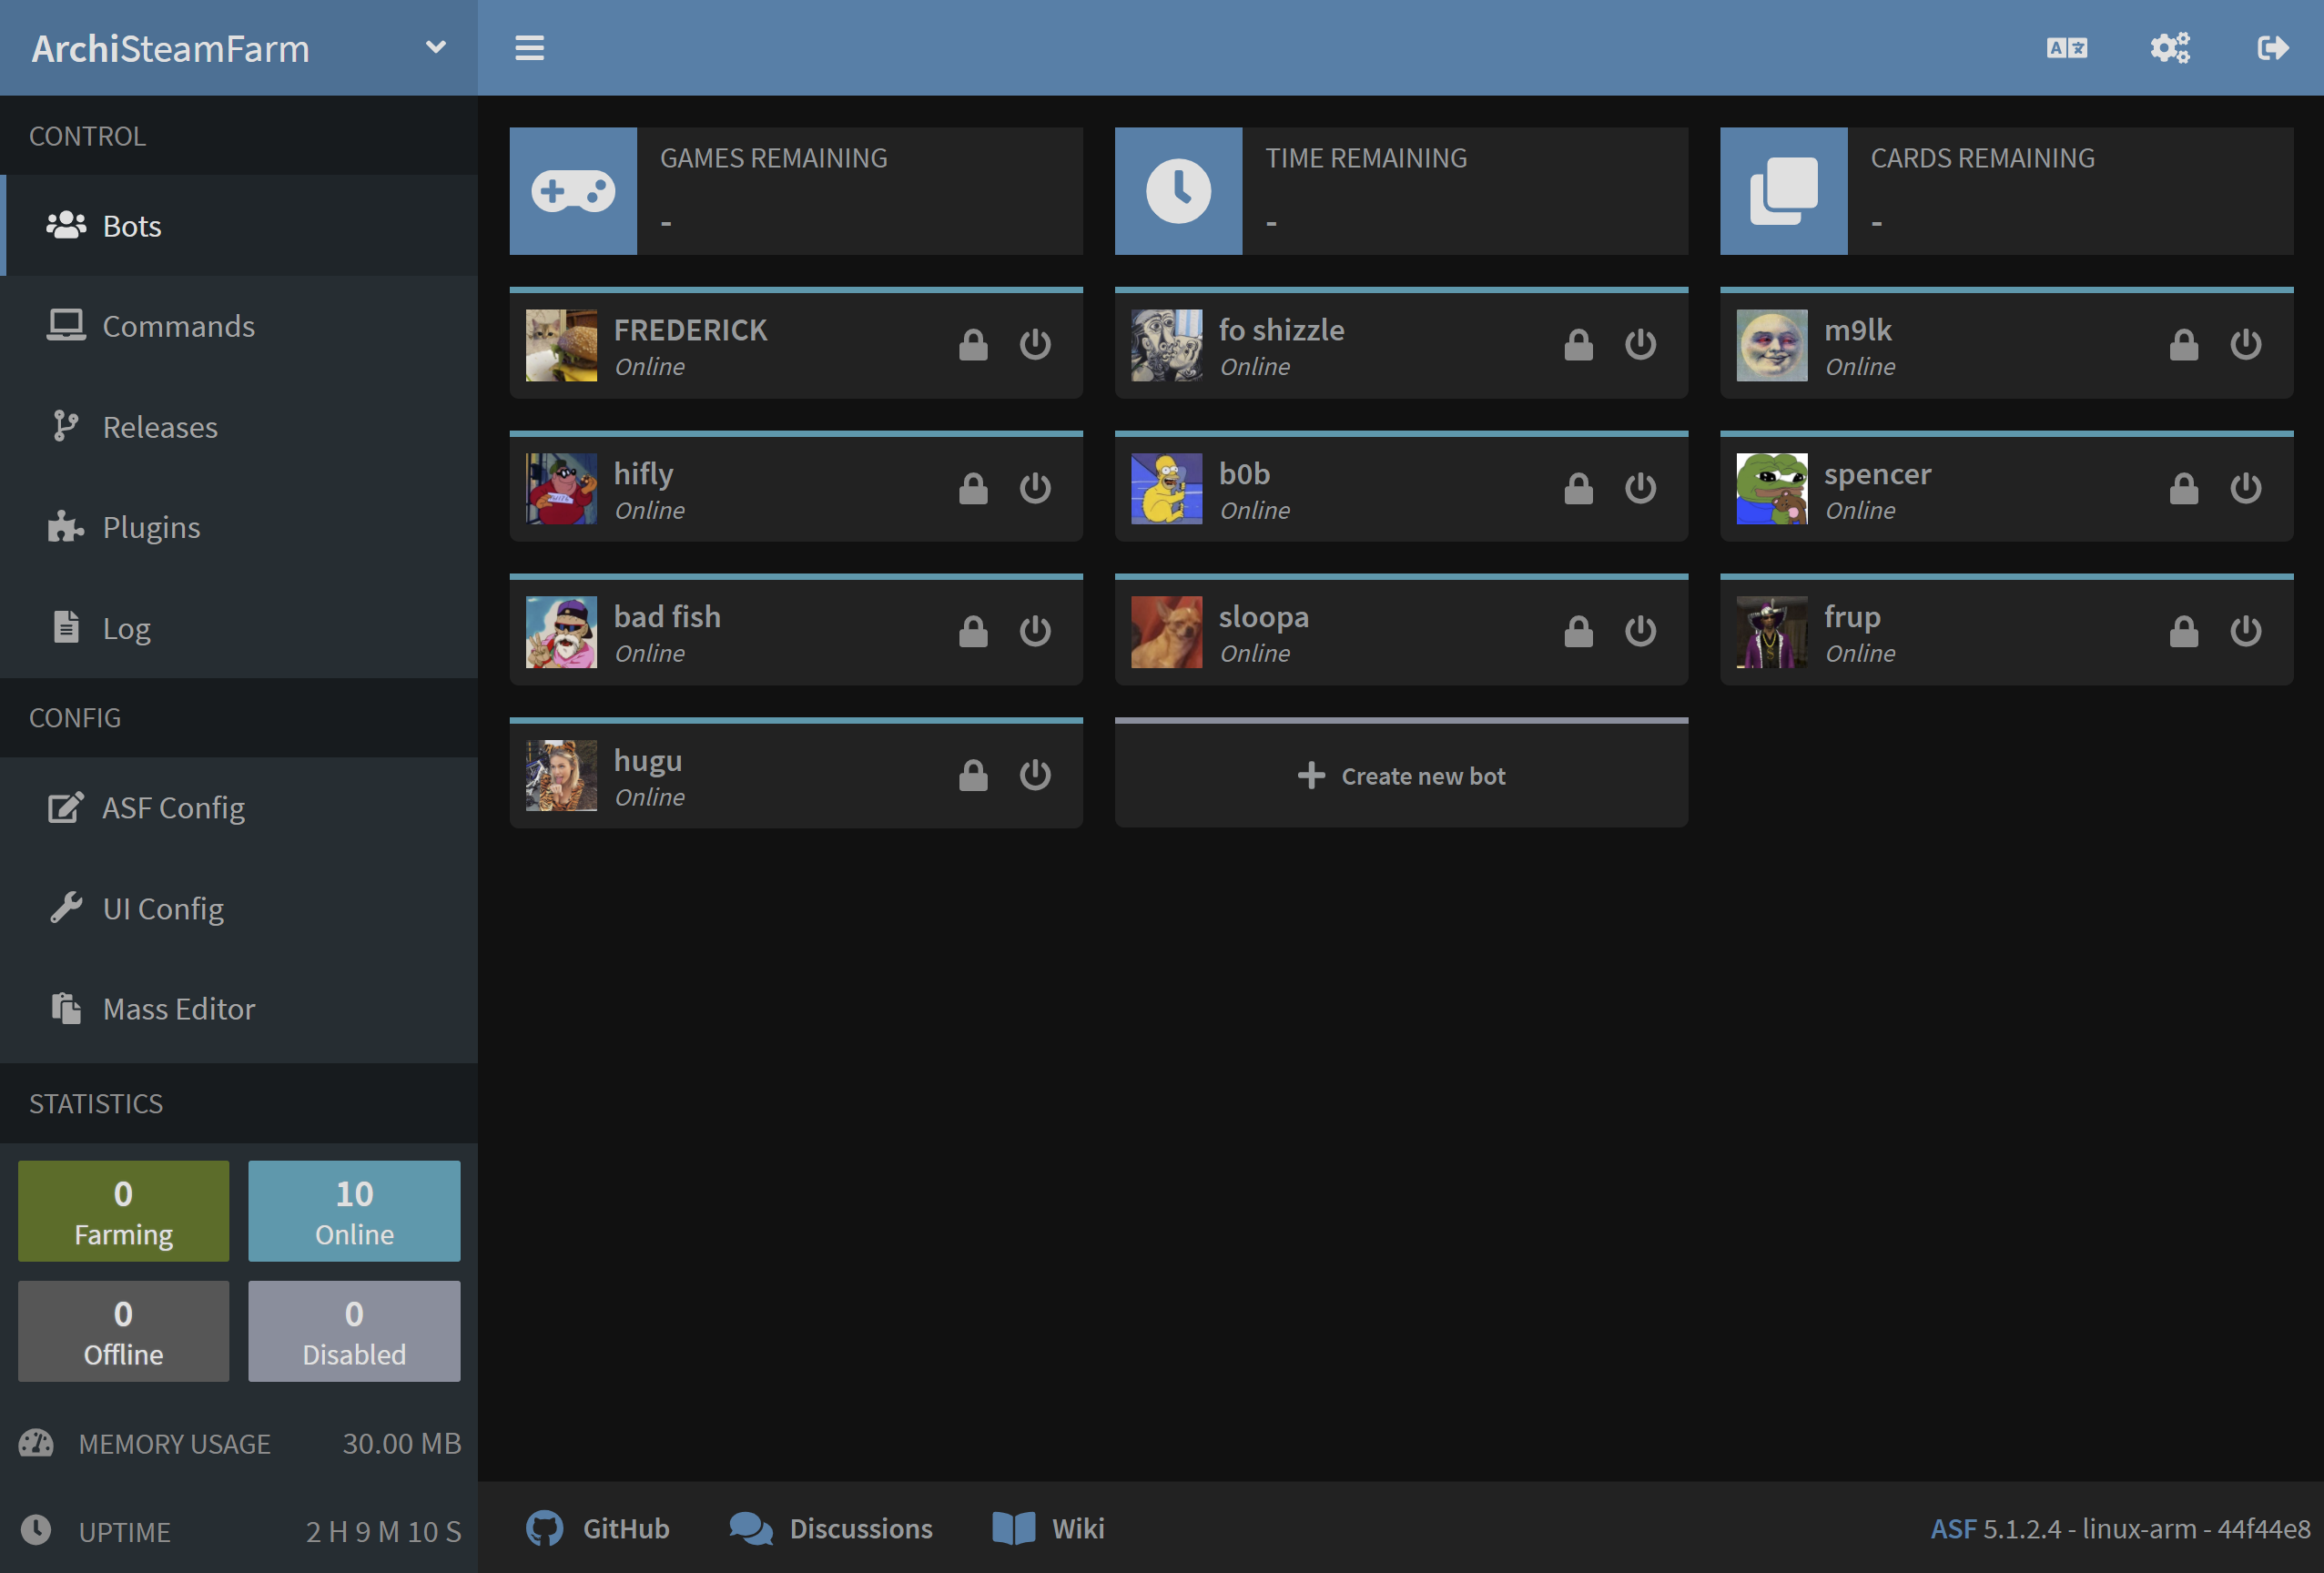 ArchiSteamFarm
CONTROL
Bots
Commands
Releases
Plugins
Log
CONFIG
ASF Config
UI Config
Mass Editor
STATISTICS
0
Farming
10
Online
0
Offline
0
Disabled
MEMORY USAGE 30.00 MB
UPTIME 2 H 9 M 10 S
GAMES REMAINING
-
TIME REMAINING
-
CARDS REMAINING
-
FREDERICK
Online
fo shizzle
Online
m9lk
Online
hifly
Online
b0b
Online
spencer
Online
bad fish
Online
sloopa
Online
frup
Online
hugu
Online
Create new bot
GitHub
Discussions
Wiki
ASF 5.1.2.4 - linux-arm - 44f44e8